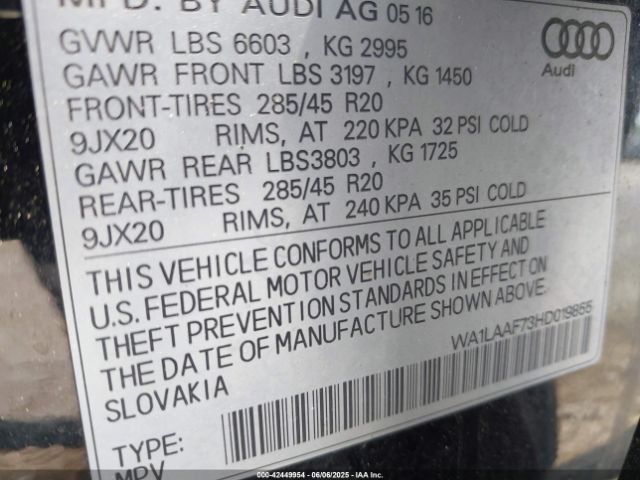 MFD. BY AUDI AG 05 16
GVWR LBS 6603 , KG 2995
GAWR FRONT LBS 3197 , KG 1450
FRONT-TIRES 285/45 R20
9JX20 RIMS, AT 220 KPA 32 PSI COLD
GAWR REAR LBS3803 , KG 1725
REAR-TIRES 285/45 R20
9JX20 RIMS, AT 240 KPA 35 PSI COLD
Audi
THIS VEHICLE CONFORMS TO ALL APPLICABLE
U.S. FEDERAL MOTOR VEHICLE SAFETY AND
THEFT PREVENTION STANDARDS IN EFFECT ON
THE DATE OF MANUFACTURE SHOWN ABOVE.
SLOVAKIA
WA1LAAF73HD019855
TYPE:
MPV
000-42449954 - 06/06/2025 - IAAI.COM